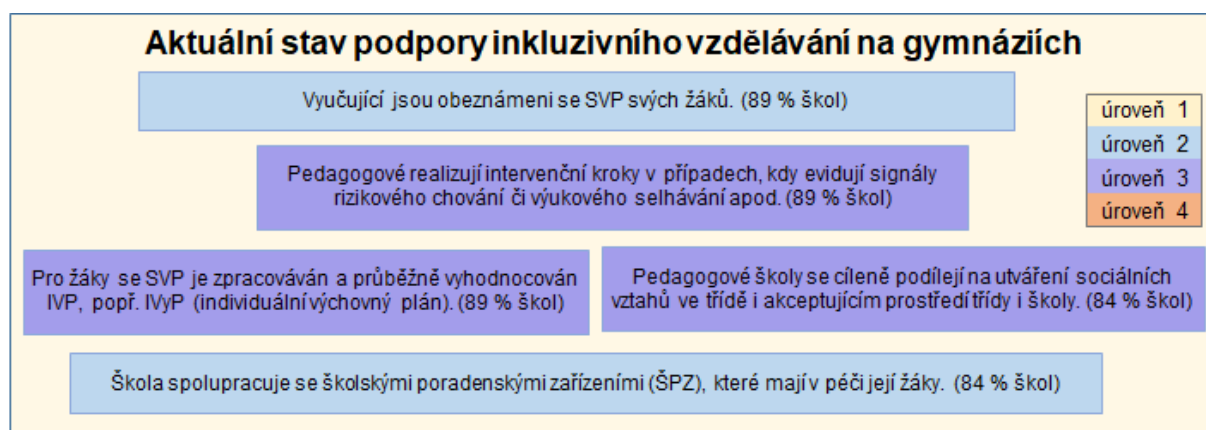 Aktuální stav podpory inkluzivního vzdělávání na gymnáziích
Vyučující jsou obeznámeni se SVP svých žáků. (89 % škol)
úroveň 1
úroveň 2
úroveň 3
úroveň 4
Pedagogové realizují intervenční kroky v případech, kdy evidují signály
rizikového chování či výukového selhávání apod. (89 % škol)
Pro žáky se SVP je zpracováván a průběžně vyhodnocován
IVP, popř. IVyP (individuální výchovný plán). (89 % škol)
Pedagogové školy se cíleně podílejí na utváření sociálních
vztahů ve třídě i akceptujícím prostředí třídy i školy. (84 % škol)
Škola spolupracuje se školskými poradenskými zařízeními (ŠPZ), které mají v péči její žáky. (84 % škol)